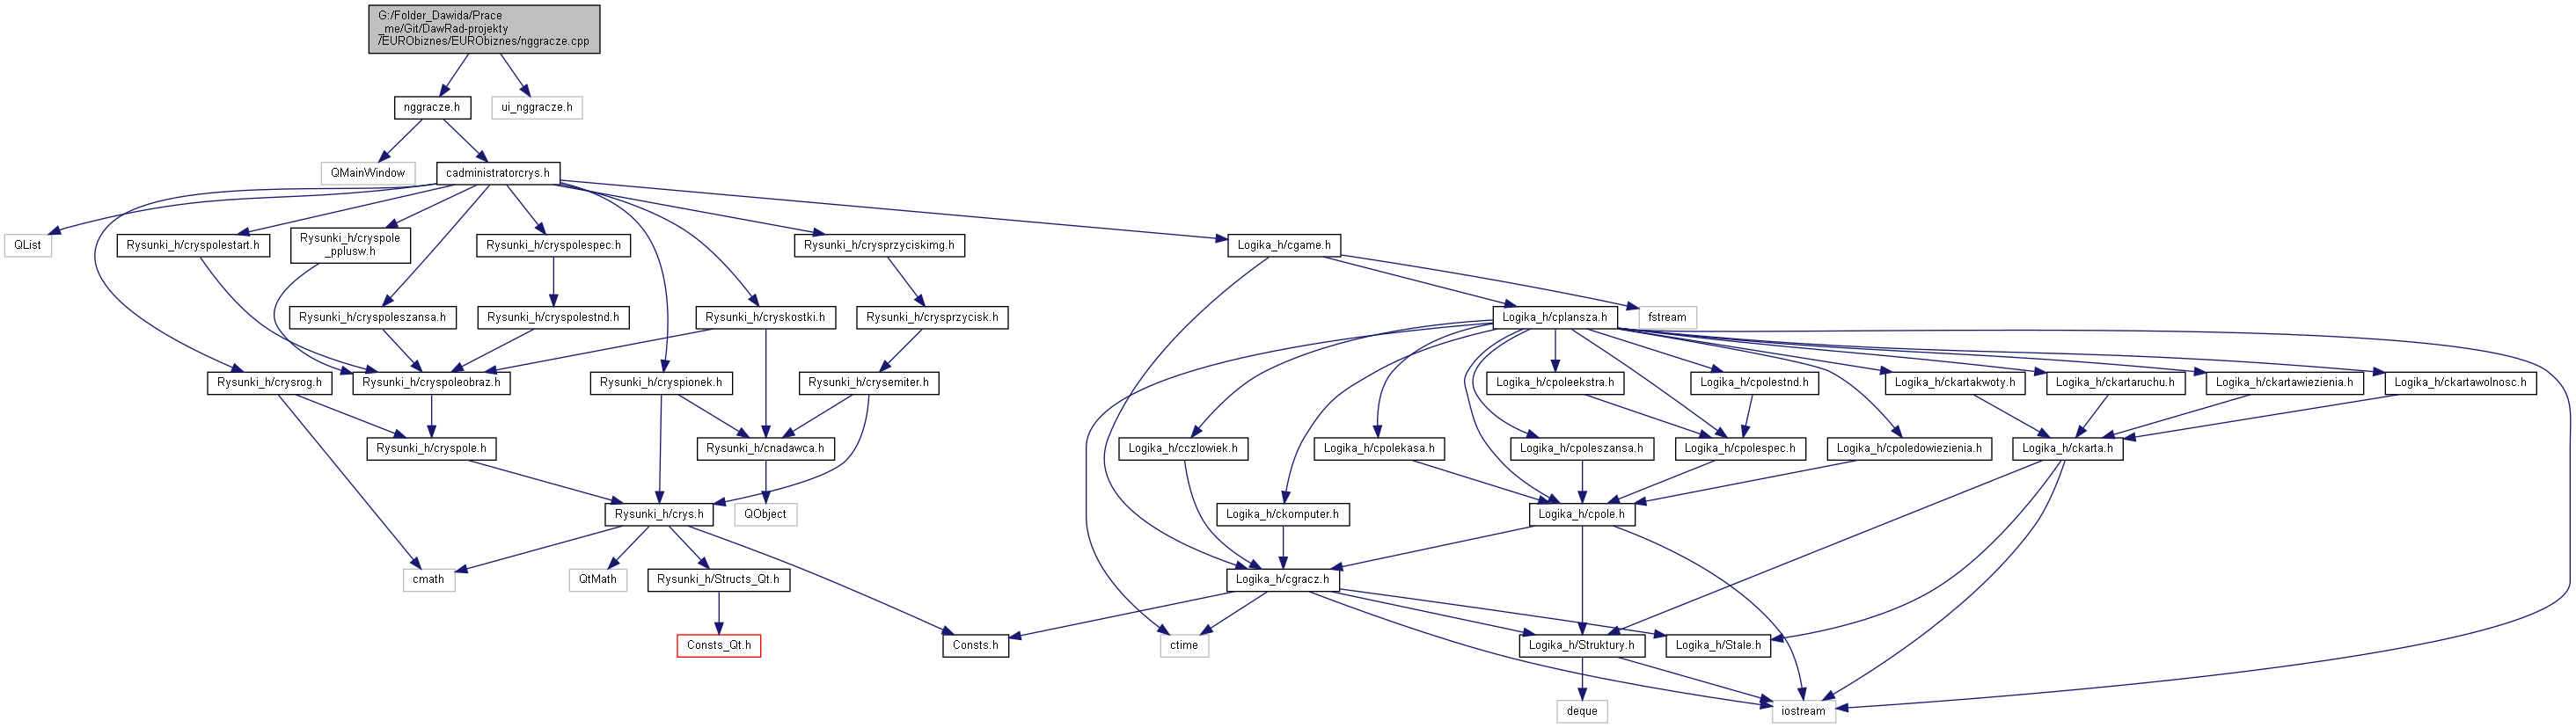 G:/Folder_Dawida/Prace
_me/Git/DawRad-projekty
/EURObiznes/EURObiznes/nggracze.cpp
nggracze.h
ui_nggracze.h
QMainWindow
cadministratorcrys.h
QList
Rysunki_h/cryspolestart.h
Rysunki_h/cryspole
_pplusw.h
Rysunki_h/cryspolespec.h
Rysunki_h/crysprzyciskimg.h
Logika_h/cgame.h
Rysunki_h/cryspoleszansa.h
Rysunki_h/cryspolestnd.h
Rysunki_h/cryskostki.h
Rysunki_h/crysprzycisk.h
Logika_h/cplansza.h
fstream
Rysunki_h/crysrog.h
Rysunki_h/cryspoleobraz.h
Rysunki_h/cryspionek.h
Rysunki_h/crysemiter.h
Logika_h/cpoleekstra.h
Logika_h/cpolestnd.h
Logika_h/ckartakwoty.h
Logika_h/ckartaruchu.h
Logika_h/ckartawiezienia.h
Logika_h/ckartawolnosc.h
Rysunki_h/cryspole.h
Rysunki_h/cnadawca.h
Logika_h/cczlowiek.h
Logika_h/cpolekasa.h
Logika_h/cpoleszansa.h
Logika_h/cpolespec.h
Logika_h/cpoledowiezienia.h
Logika_h/ckarta.h
Rysunki_h/crys.h
QObject
Logika_h/ckomputer.h
Logika_h/cpole.h
cmath
QtMath
Rysunki_h/Structs_Qt.h
Logika_h/cgracz.h
Consts_Qt.h
Consts.h
ctime
Logika_h/Struktury.h
Logika_h/Stale.h
deque
iostream